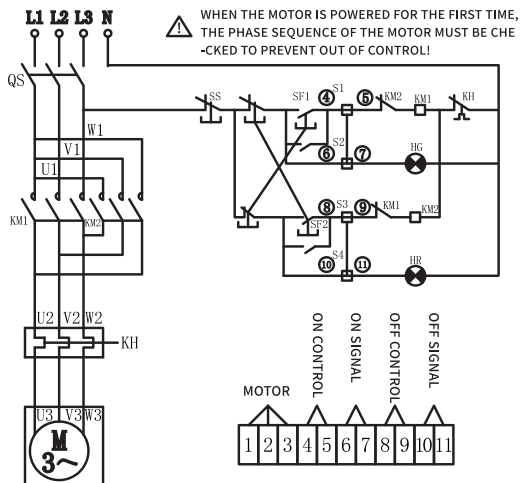 L1 L2 L3 N
WHEN THE MOTOR IS POWERED FOR THE FIRST TIME,
THE PHASE SEQUENCE OF THE MOTOR MUST BE CHE
-CKED TO PREVENT OUT OF CONTROL!
QS
SS
SF1
④
S1
⑤
KM2
KM1
KH
W1
V1
U1
S2
⑥
⑦
HG
KM1
KM2
⑧
S3
⑨
KM1
KM2
SF2
S4
⑩
⑪
HR
U2 V2 W2
KH
U3 V3 W3
M
3~
MOTOR
ON CONTROL
ON SIGNAL
OFF CONTROL
OFF SIGNAL
1 2 3 4 5 6 7 8 9 10 11